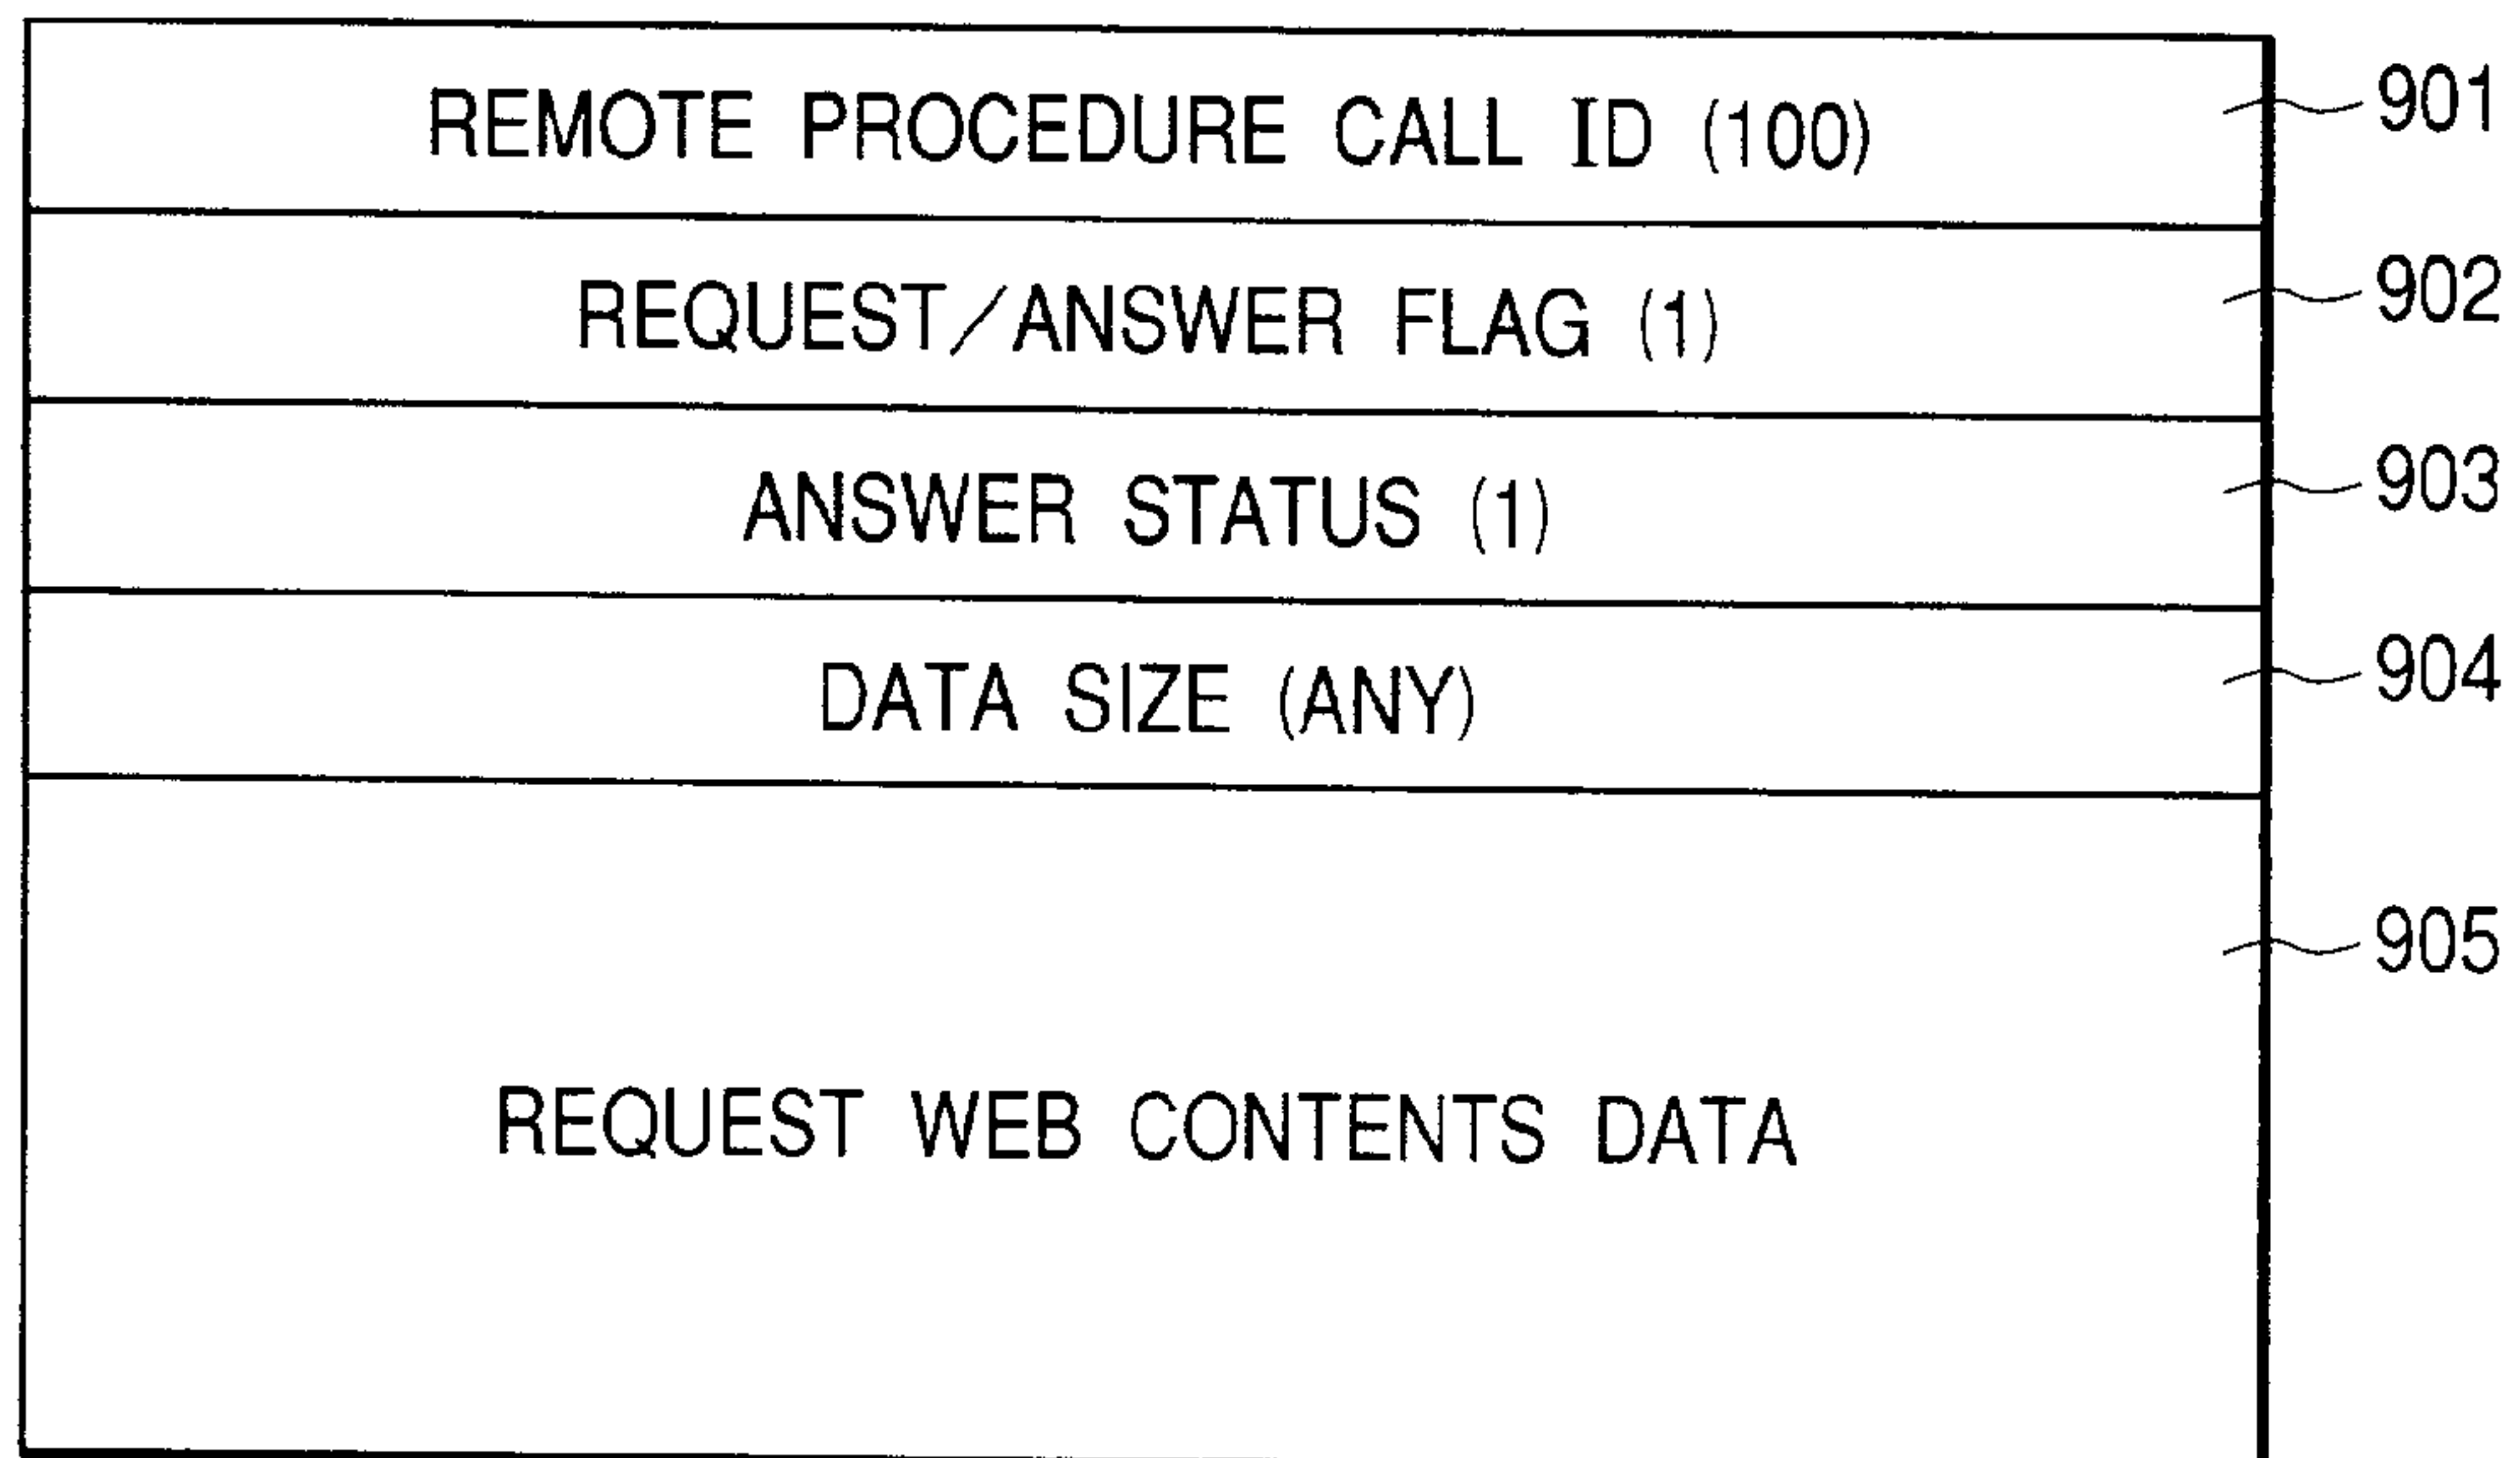 REMOTE PROCEDURE CALL ID (100) 901
REQUEST/ANSWER FLAG (1) 902
ANSWER STATUS (1) 903
DATA SIZE (ANY) 904
905
REQUEST WEB CONTENTS DATA